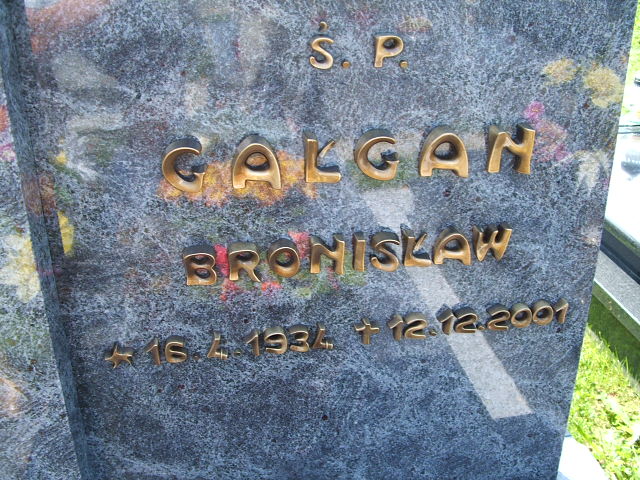 Ś. P.
GAŁGAN
BRONISŁAW
★ 16.4.1934 ✝ 12.12.2001